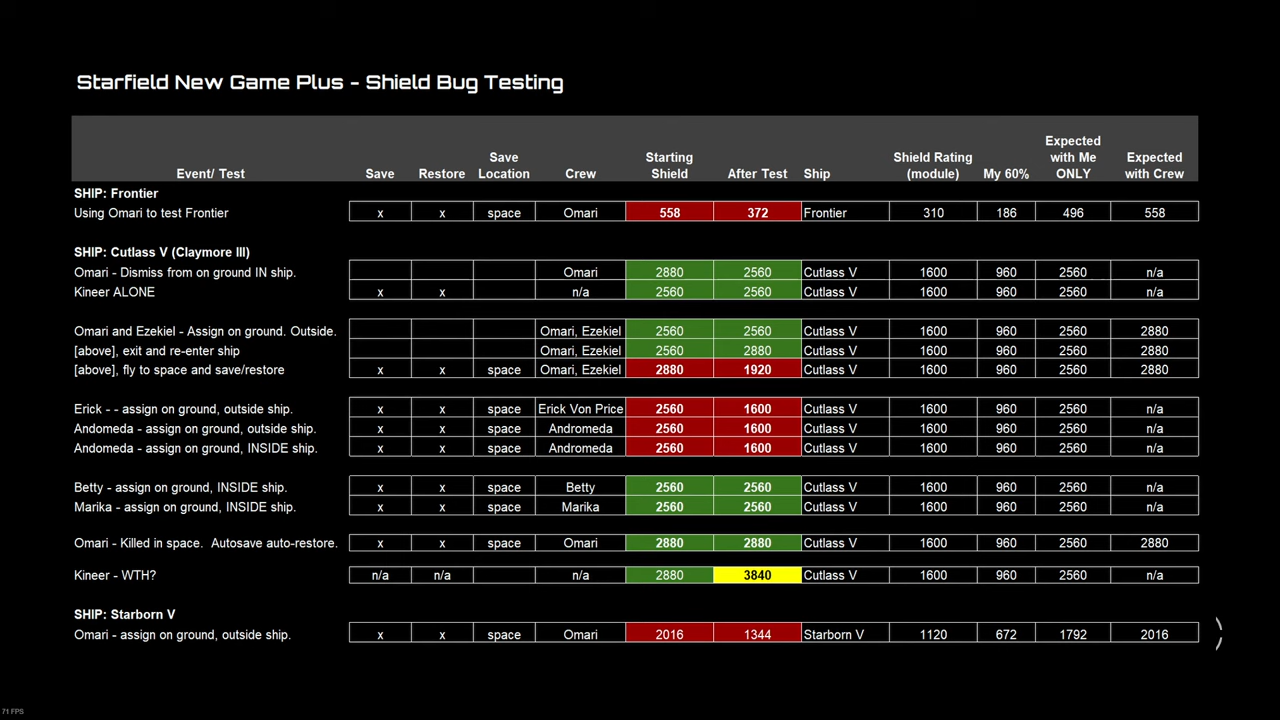 Starfield New Game Plus - Shield Bug Testing
Event/ Test Save Restore Save Location Crew Starting Shield After Test Ship Shield Rating (module) My 60% Expected with Me ONLY Expected with Crew
SHIP: Frontier
Using Omari to test Frontier x x space Omari 558 372 Frontier 310 186 496 558
SHIP: Cutlass V (Claymore III)
Omari - Dismiss from on ground IN ship. Omari 2880 2560 Cutlass V 1600 960 2560 n/a
Kineer ALONE x x n/a 2560 2560 Cutlass V 1600 960 2560 n/a
Omari and Ezekiel - Assign on ground. Outside. Omari, Ezekiel 2560 2560 Cutlass V 1600 960 2560 2880
[above], exit and re-enter ship Omari, Ezekiel 2560 2880 Cutlass V 1600 960 2560 2880
[above], fly to space and save/restore x x space Omari, Ezekiel 2880 1920 Cutlass V 1600 960 2560 2880
Erick - - assign on ground, outside ship. x x space Erick Von Price 2560 1600 Cutlass V 1600 960 2560 n/a
Andomeda - assign on ground, outside ship. x x space Andromeda 2560 1600 Cutlass V 1600 960 2560 n/a
Andomeda - assign on ground, INSIDE ship. x x space Andromeda 2560 1600 Cutlass V 1600 960 2560 n/a
Betty - assign on ground, INSIDE ship. x x space Betty 2560 2560 Cutlass V 1600 960 2560 n/a
Marika - assign on ground, INSIDE ship. x x space Marika 2560 2560 Cutlass V 1600 960 2560 n/a
Omari - Killed in space. Autosave auto-restore. x x space Omari 2880 2880 Cutlass V 1600 960 2560 2880
Kineer - WTH? n/a n/a n/a 2880 3840 Cutlass V 1600 960 2560 n/a
SHIP: Starborn V
Omari - assign on ground, outside ship. x x space Omari 2016 1344 Starborn V 1120 672 1792 2016
71 FPS